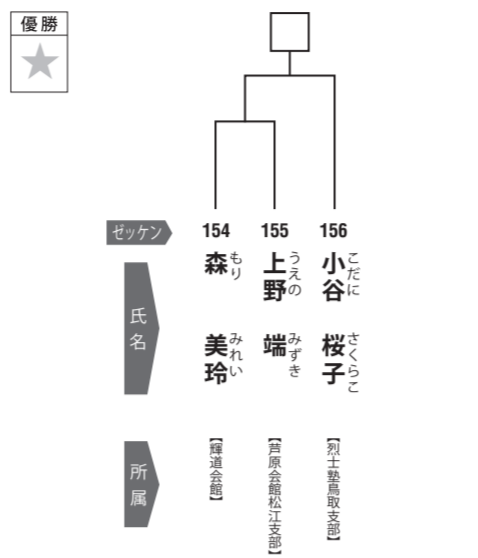 優勝
ゼッケン
154
155
156
氏名
森 美玲
もり みれい
上野 端
うえの みずき
小谷 桜子
こだに さくらこ
所属
【輝道会館】
【芦原会館松江支部】
【烈士塾鳥取支部】